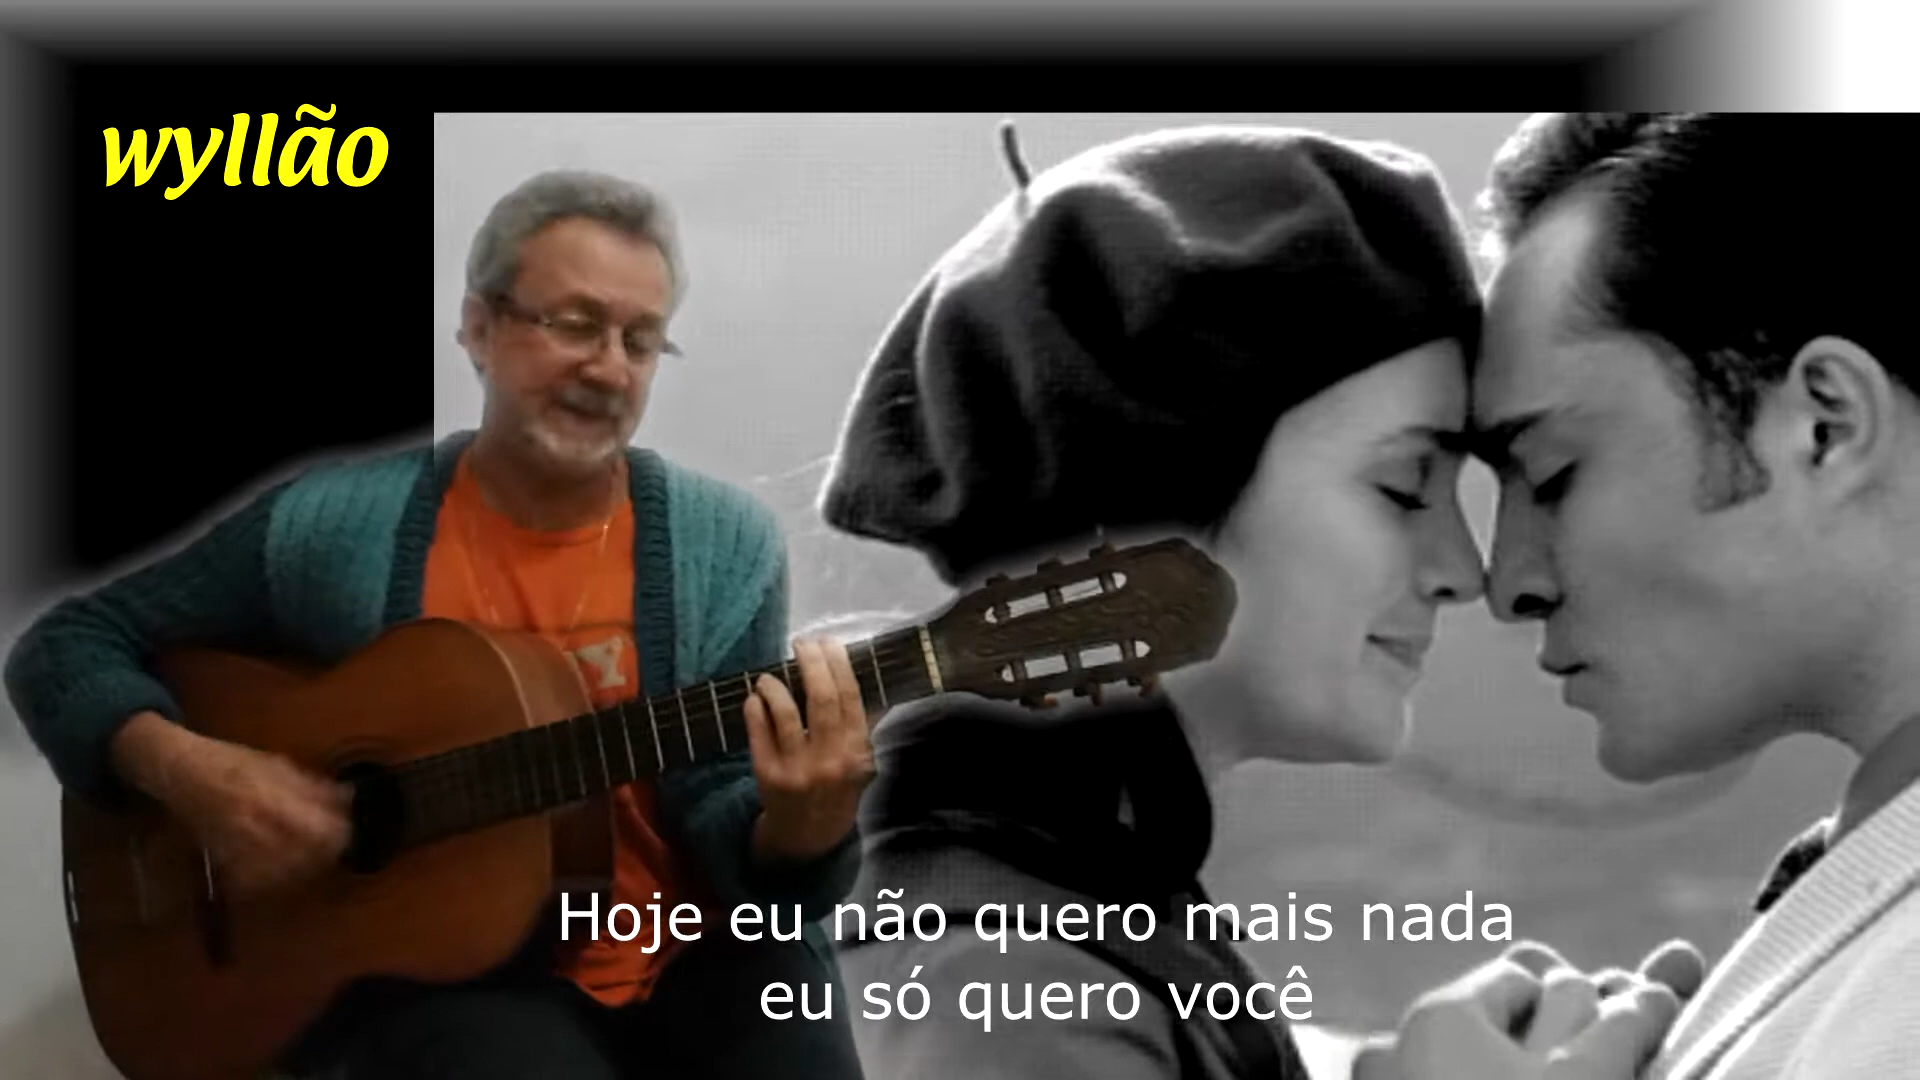 wyllão
Hoje eu não quero mais nada
eu só quero você